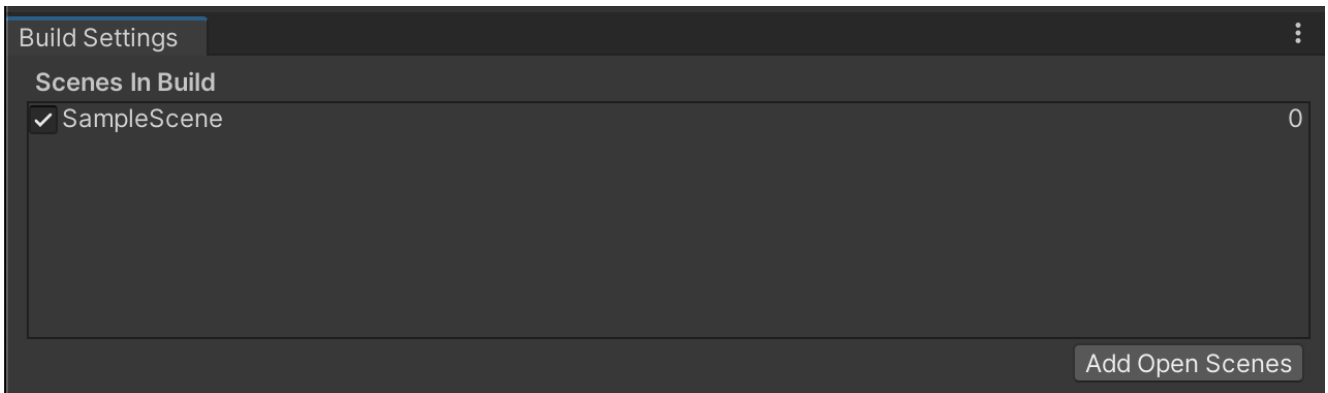 Build Settings
Scenes In Build
SampleScene 0
Add Open Scenes